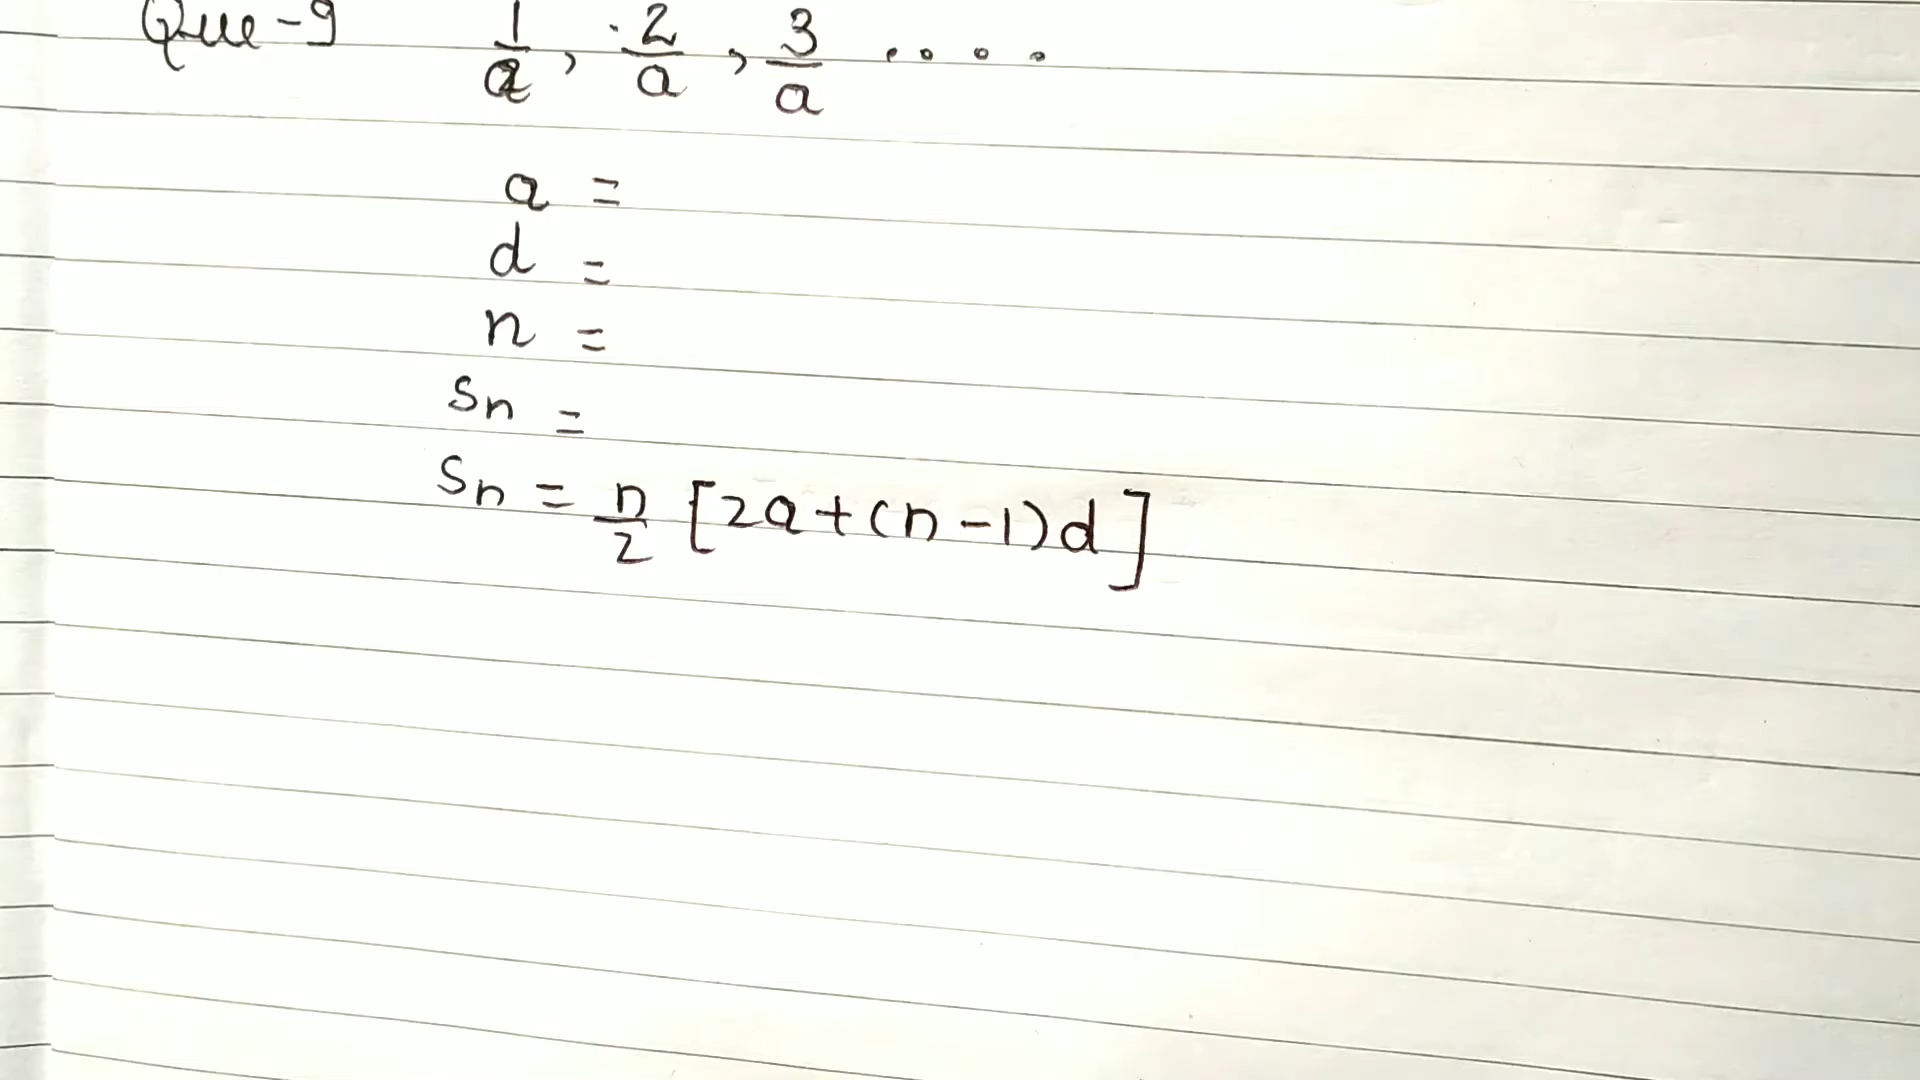 Que-9 1/a, 2/a, 3/a ....
a =
d =
n =
Sn =
Sn = n/2 [2a+(n-1)d]